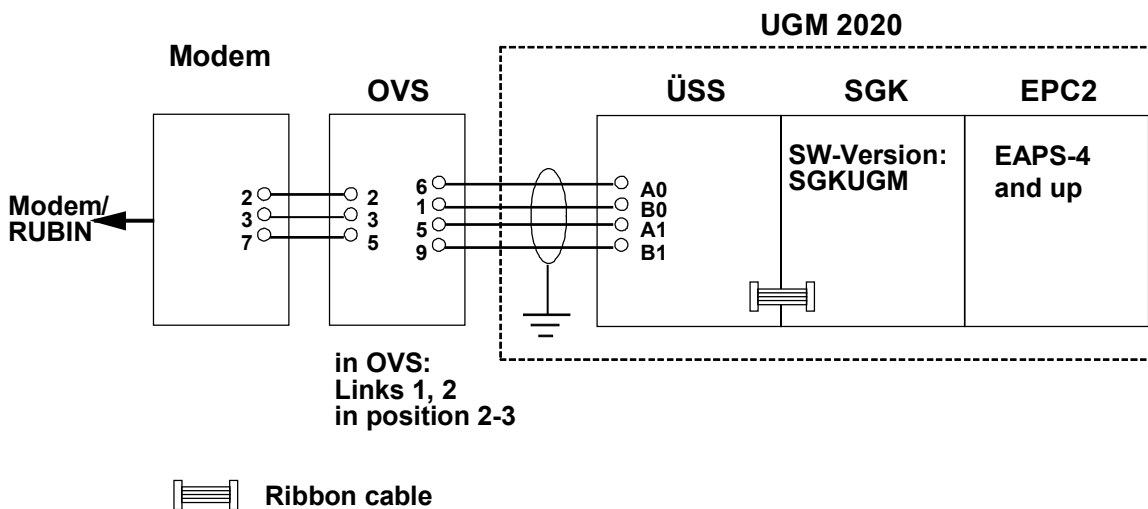 UGM 2020
Modem
OVS
ÜSS
SGK
EPC2
Modem/
RUBIN
2
3
7
2
3
5
6
1
5
9
A0
B0
A1
B1
SW-Version:
SGKUGM
EAPS-4
and up
in OVS:
Links 1, 2
in position 2-3
Ribbon cable